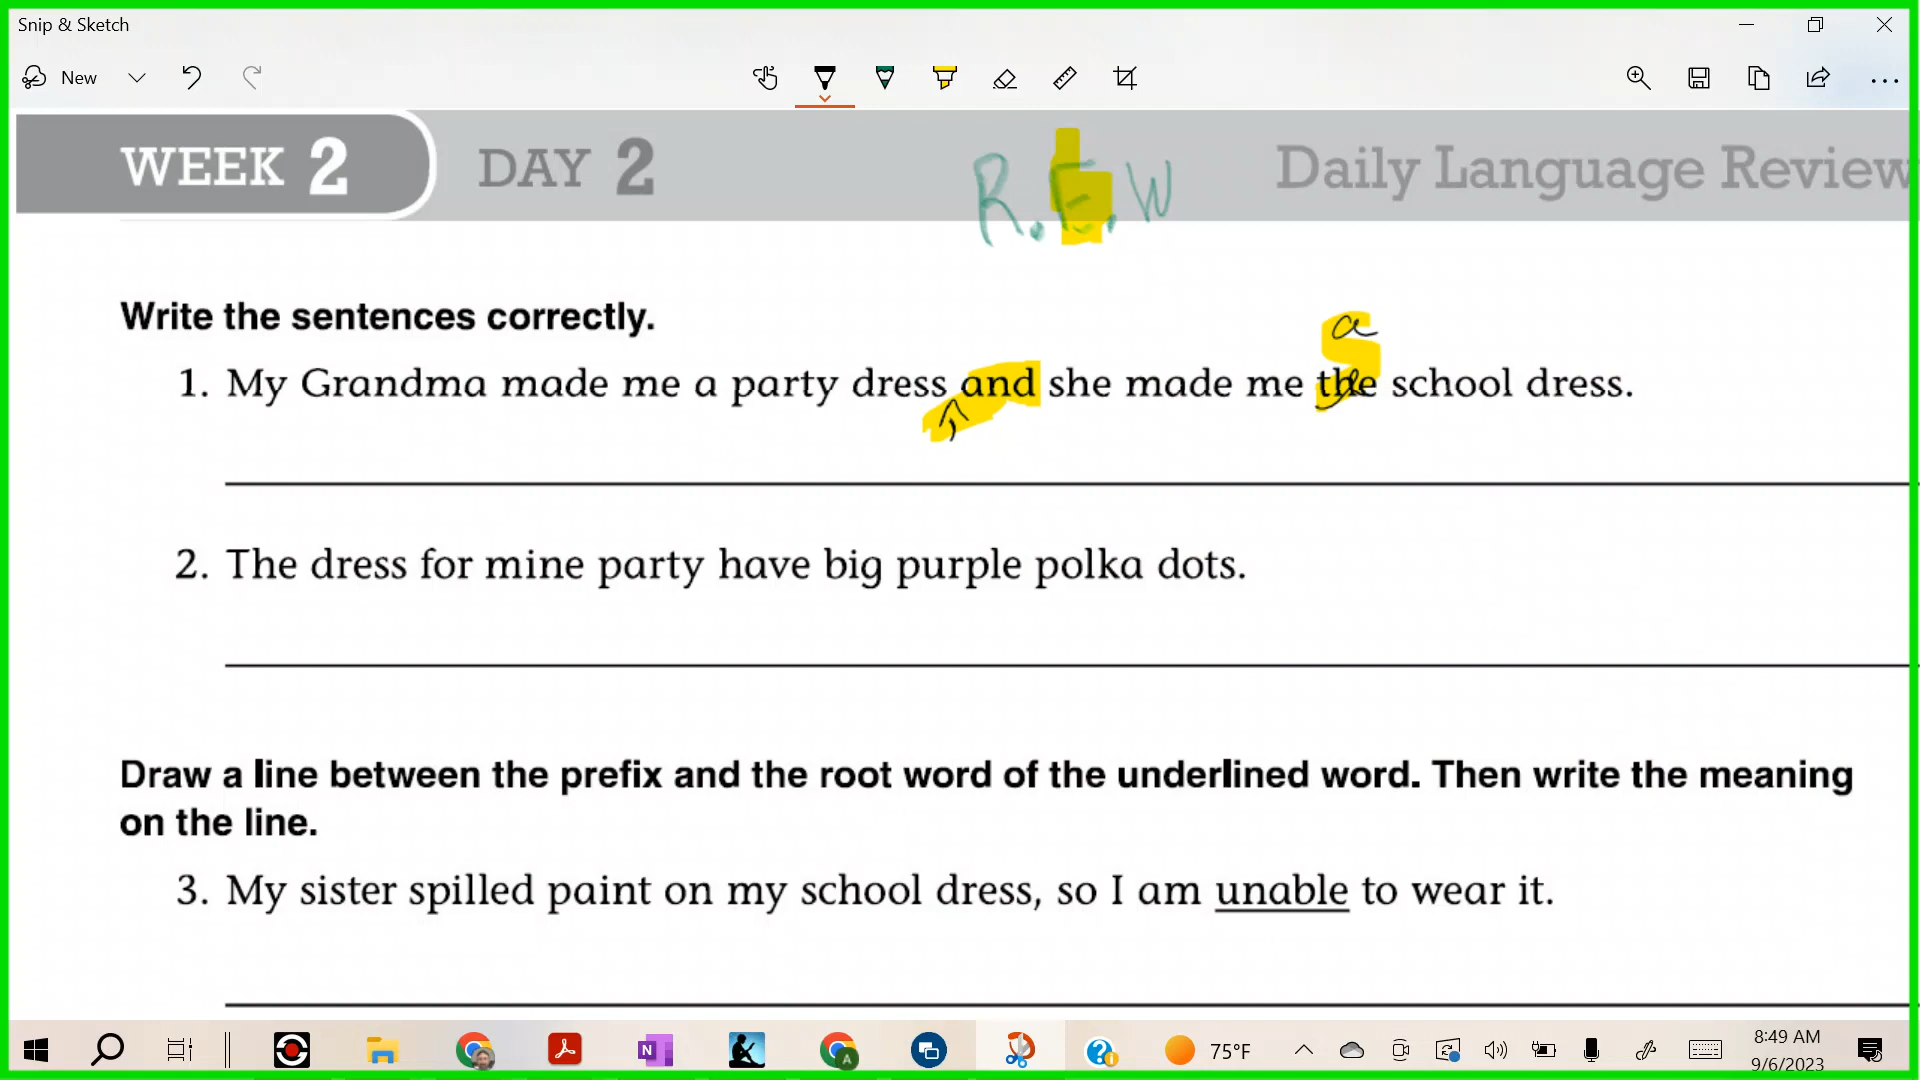 Snip & Sketch
New
WEEK 2 DAY 2 R.E.W Daily Language Review
Write the sentences correctly.
a
1. My Grandma made me a party dress and she made me the school dress.
,
2. The dress for mine party have big purple polka dots.
Draw a line between the prefix and the root word of the underlined word. Then write the meaning
on the line.
3. My sister spilled paint on my school dress, so I am unable to wear it.
75°F
8:49 AM
9/6/2023